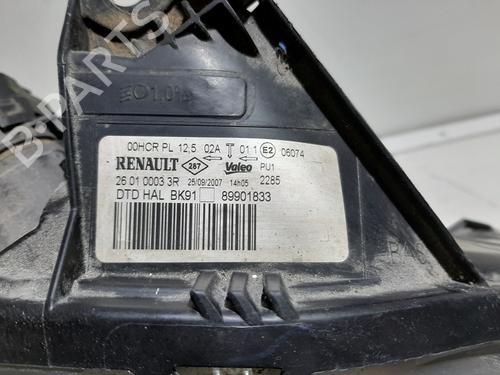 B-PARTS
1.0%
00HCR PL 12,5 02A T 01 1 E2 06074
RENAULT 287 Valeo PU1
26 01 0003 3R 25/09/2007 14h05 2285
DTD HAL BK91 89901833